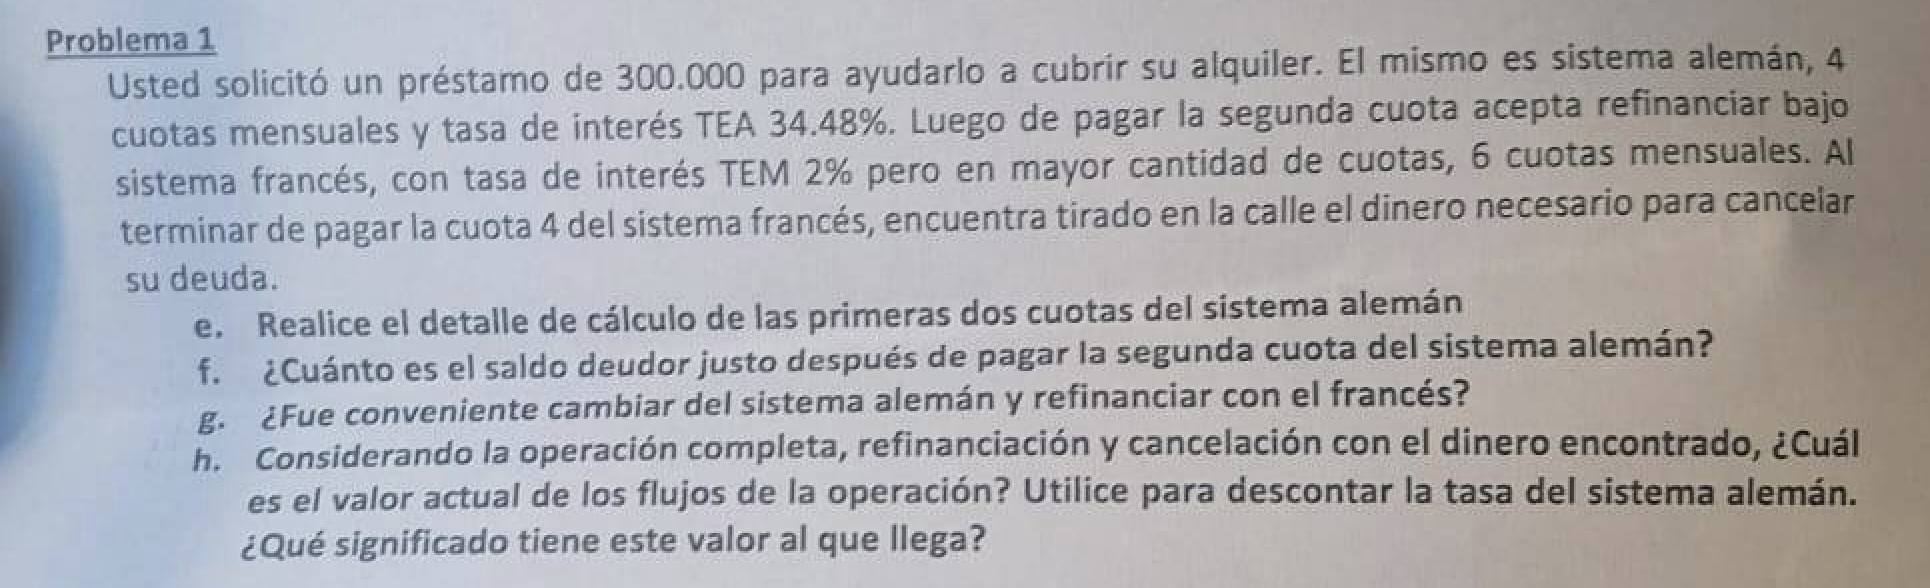 Problema 1
Usted solicitó un préstamo de 300.000 para ayudarlo a cubrir su alquiler. El mismo es sistema alemán, 4
cuotas mensuales y tasa de interés TEA 34.48%. Luego de pagar la segunda cuota acepta refinanciar bajo
sistema francés, con tasa de interés TEM 2% pero en mayor cantidad de cuotas, 6 cuotas mensuales. Al
terminar de pagar la cuota 4 del sistema francés, encuentra tirado en la calle el dinero necesario para cancelar
su deuda.
e. Realice el detalle de cálculo de las primeras dos cuotas del sistema alemán
f. ¿Cuánto es el saldo deudor justo después de pagar la segunda cuota del sistema alemán?
g. ¿Fue conveniente cambiar del sistema alemán y refinanciar con el francés?
h. Considerando la operación completa, refinanciación y cancelación con el dinero encontrado, ¿Cuál
es el valor actual de los flujos de la operación? Utilice para descontar la tasa del sistema alemán.
¿Qué significado tiene este valor al que llega?